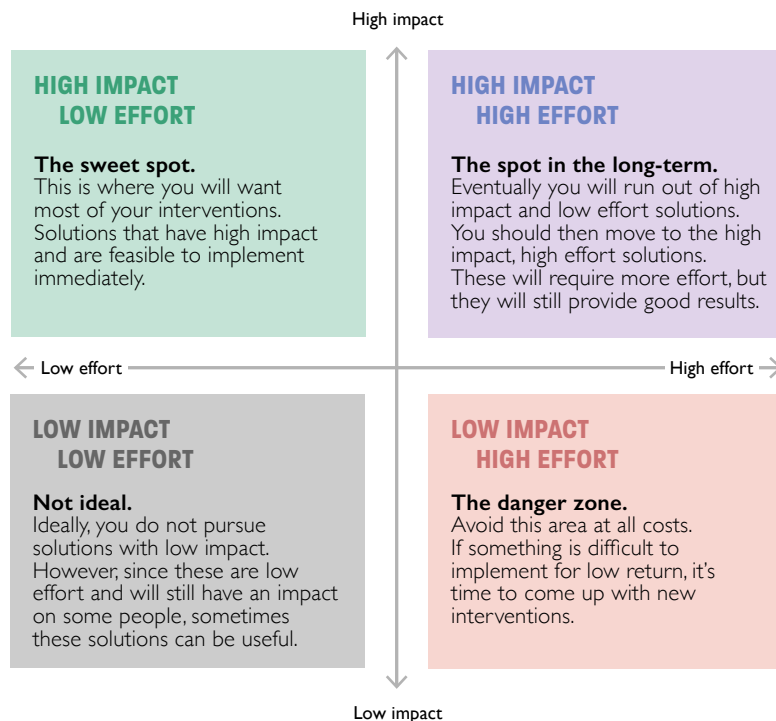 High impact
HIGH IMPACT
LOW EFFORT
The sweet spot.
This is where you will want
most of your interventions.
Solutions that have high impact
and are feasible to implement
immediately.
HIGH IMPACT
HIGH EFFORT
The spot in the long-term.
Eventually you will run out of high
impact and low effort solutions.
You should then move to the high
impact, high effort solutions.
These will require more effort, but
they will still provide good results.
Low effort
High effort
LOW IMPACT
LOW EFFORT
Not ideal.
Ideally, you do not pursue
solutions with low impact.
However, since these are low
effort and will still have an impact
on some people, sometimes
these solutions can be useful.
LOW IMPACT
HIGH EFFORT
The danger zone.
Avoid this area at all costs.
If something is difficult to
implement for low return, it’s
time to come up with new
interventions.
Low impact